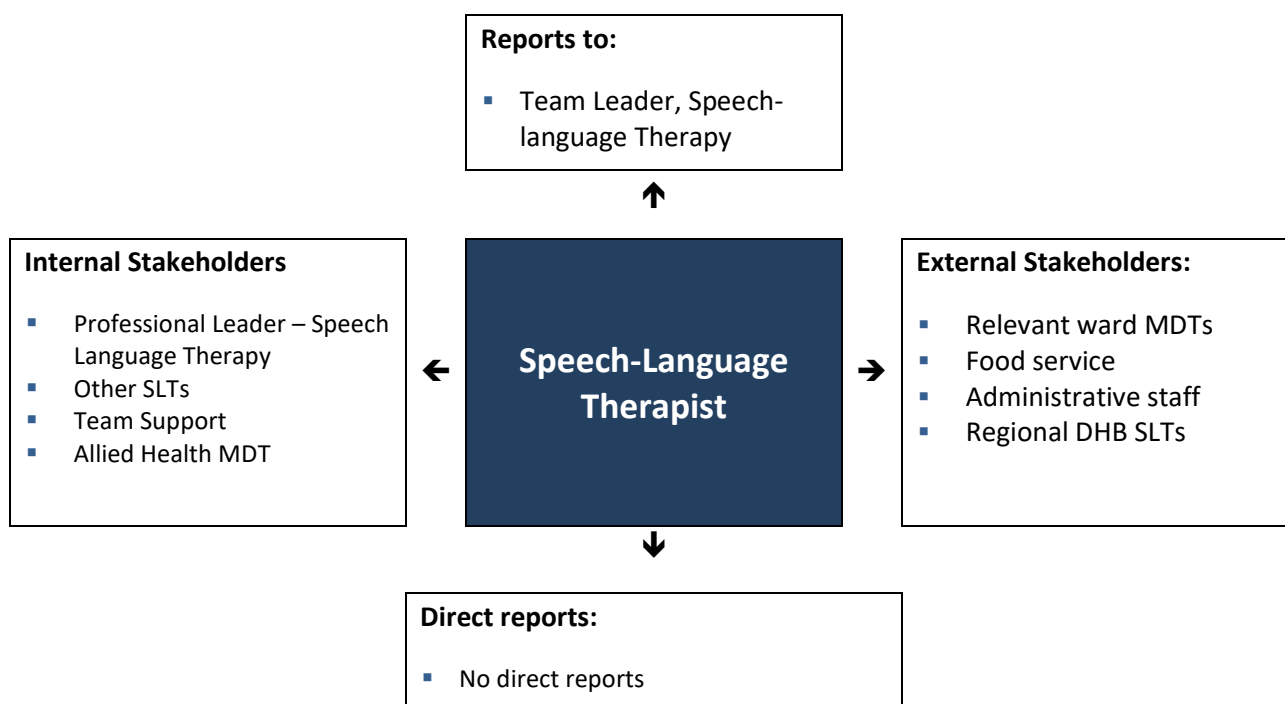 Reports to:
▪ Team Leader, Speech-
language Therapy
Internal Stakeholders
▪ Professional Leader – Speech
Language Therapy
▪ Other SLTs
▪ Team Support
▪ Allied Health MDT
Speech-Language
Therapist
External Stakeholders:
▪ Relevant ward MDTs
▪ Food service
▪ Administrative staff
▪ Regional DHB SLTs
Direct reports:
▪ No direct reports